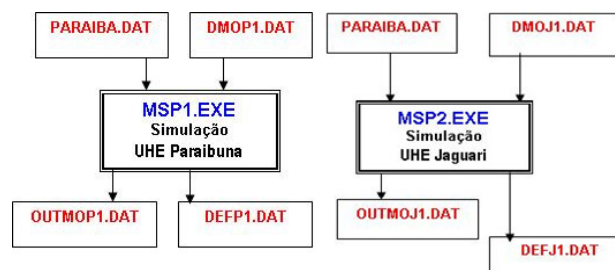 PARAIBA.DAT
DMOP1.DAT
MSP1.EXE
Simulação
UHE Paraibuna
OUTMOP1.DAT
DEFP1.DAT
PARAIBA.DAT
DMOJ1.DAT
MSP2.EXE
Simulação
UHE Jaguari
OUTMOJ1.DAT
DEFJ1.DAT